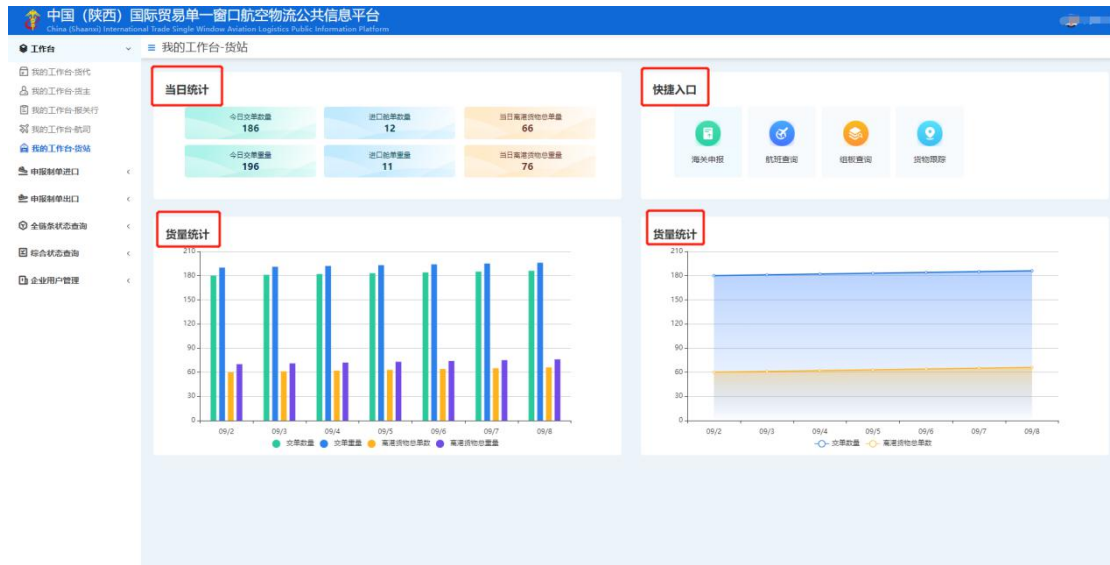 中国（陕西）国际贸易单一窗口航空物流公共信息平台
China (Shaanxi) International Trade Single Window Aviation Logistics Public Information Platform
工作台
我的工作台-货代
我的工作台-货主
我的工作台-报关行
我的工作台-航司
我的工作台-货站
申报制单进口
申报制单出口
全链条状态查询
综合状态查询
企业用户管理
我的工作台-货站
当日统计
今日交单数量
186
进口舱单数量
12
当日离港货物总单量
66
今日交单重量
196
进口舱单重量
11
当日离港货物总重量
76
快捷入口
海关申报
航班查询
组板查询
货物跟踪
货量统计
210
180
150
120
90
60
30
0
09/2 09/3 09/4 09/5 09/6 09/7 09/8
交单数量 交单重量 离港货物总单数 离港货物总重量
货量统计
210
180
150
120
90
60
30
0
09/2 09/3 09/4 09/5 09/6 09/7 09/8
交单数量 离港货物总单数